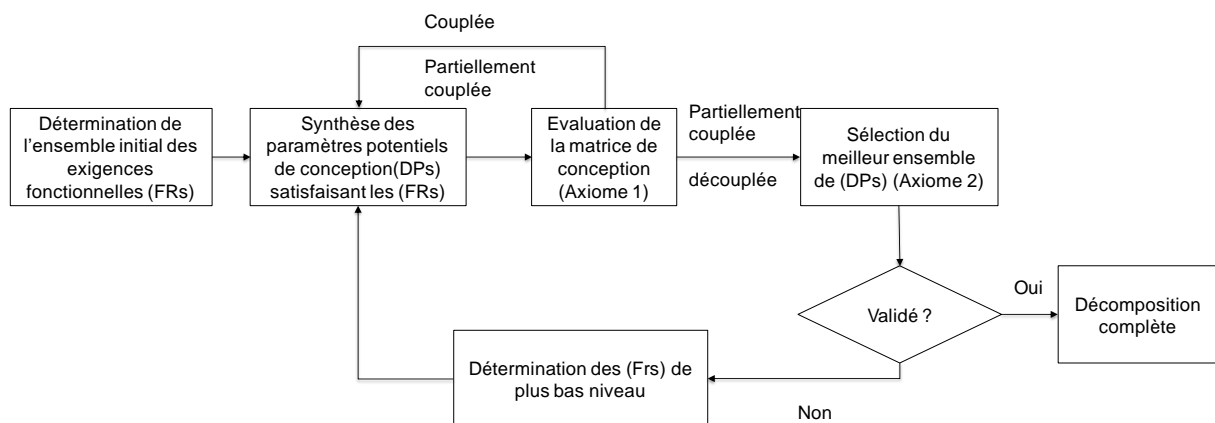 Couplée
Partiellement
couplée
Détermination de
l’ensemble initial des
exigences
fonctionnelles (FRs)
Synthèse des
paramètres potentiels
de conception(DPs)
satisfaisant les (FRs)
Evaluation de
la matrice de
conception
(Axiome 1)
Partiellement
couplée
découplée
Sélection du
meilleur ensemble
de (DPs) (Axiome 2)
Validé ?
Oui
Décomposition
complète
Détermination des (Frs) de
plus bas niveau
Non